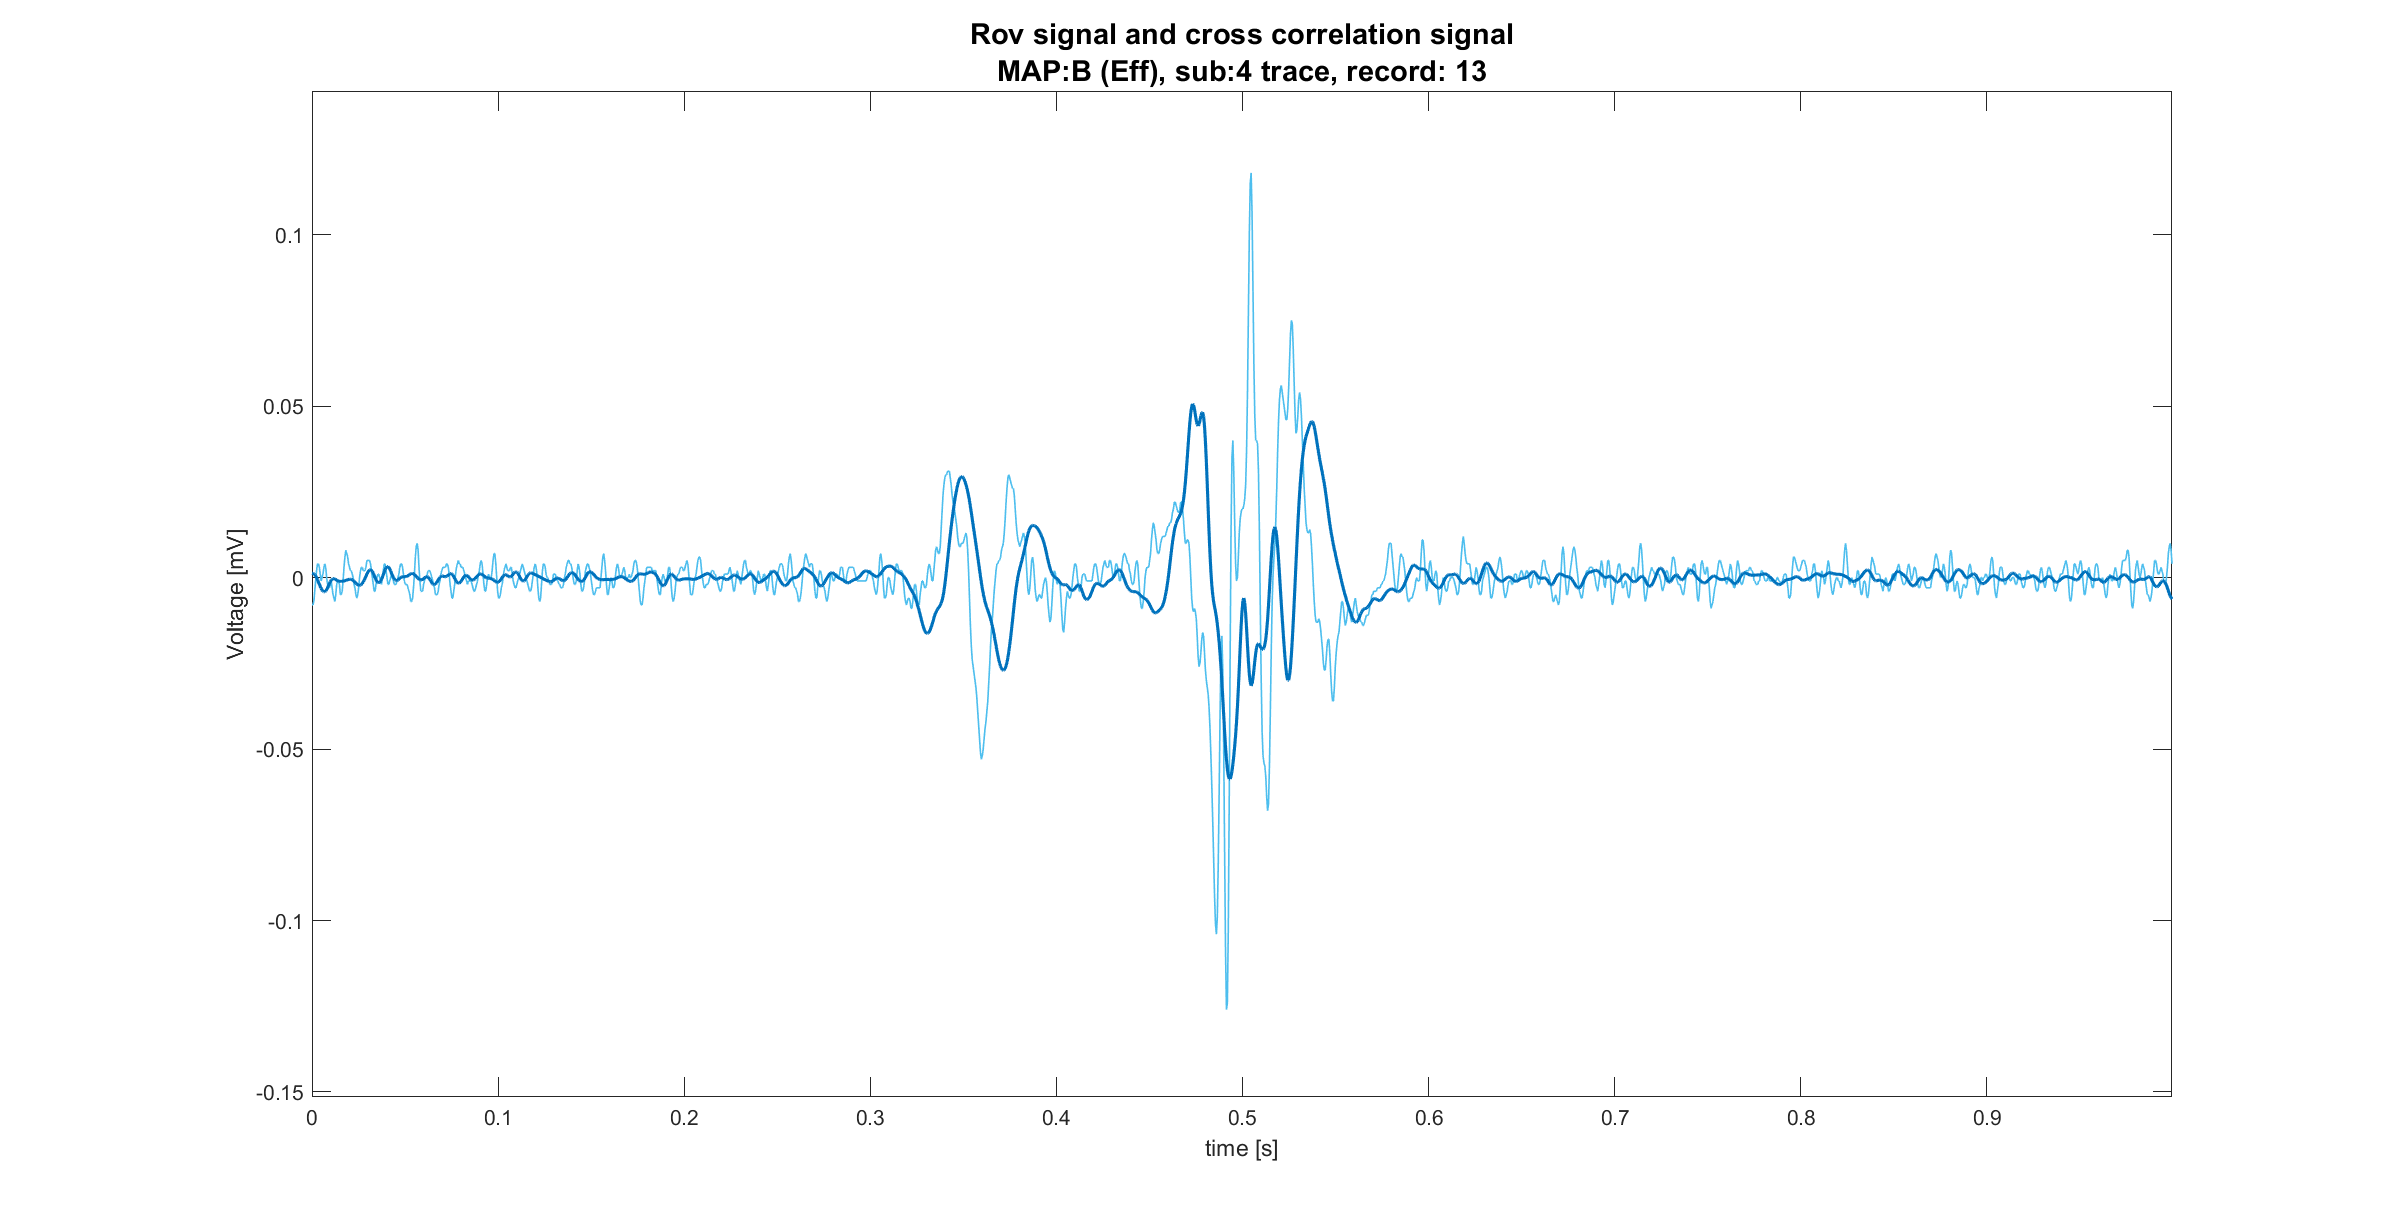 Rov signal and cross correlation signal
MAP:B (Eff), sub:4 trace, record: 13
0.1
0.05
0
-0.05
-0.1
-0.15
Voltage [mV]
0 0.1 0.2 0.3 0.4 0.5 0.6 0.7 0.8 0.9
time [s]